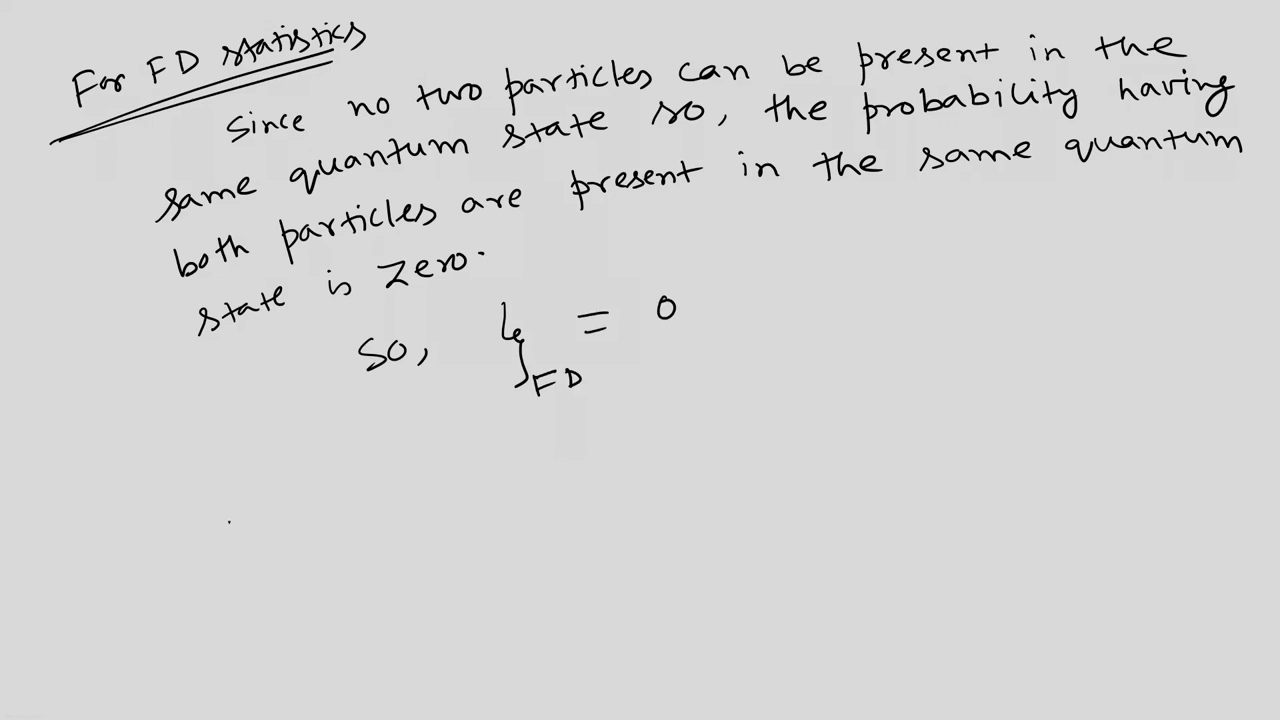 For FD statistics
Since no two particles can be present in the
same quantum state so, the probability having
both particles are present in the same quantum
state is zero.
So, = 0
FD